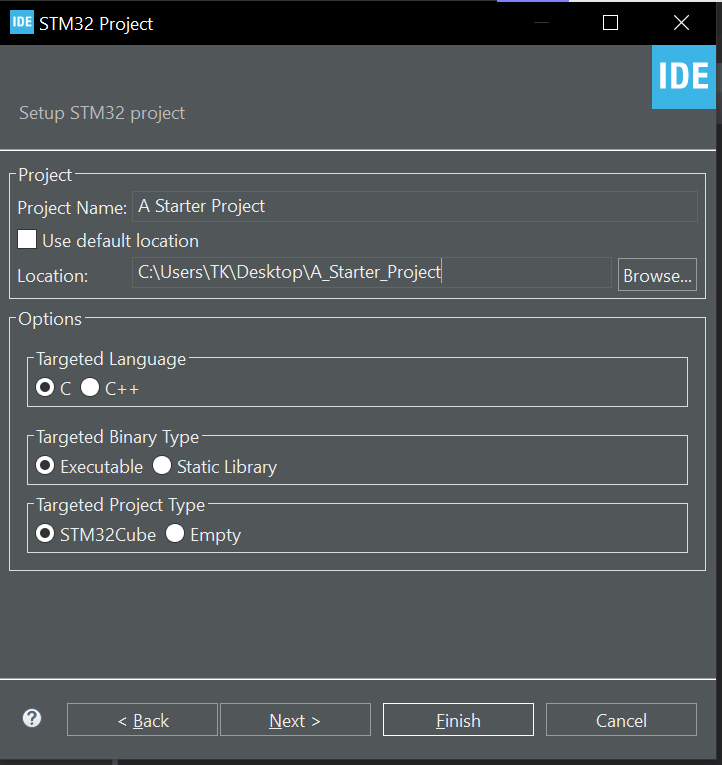 IDE STM32 Project
IDE
Setup STM32 project
Project
Project Name: A Starter Project
Use default location
Location: C:\Users\TK\Desktop\A_Starter_Project Browse...
Options
Targeted Language
C C++
Targeted Binary Type
Executable Static Library
Targeted Project Type
STM32Cube Empty
? < Back Next > Finish Cancel